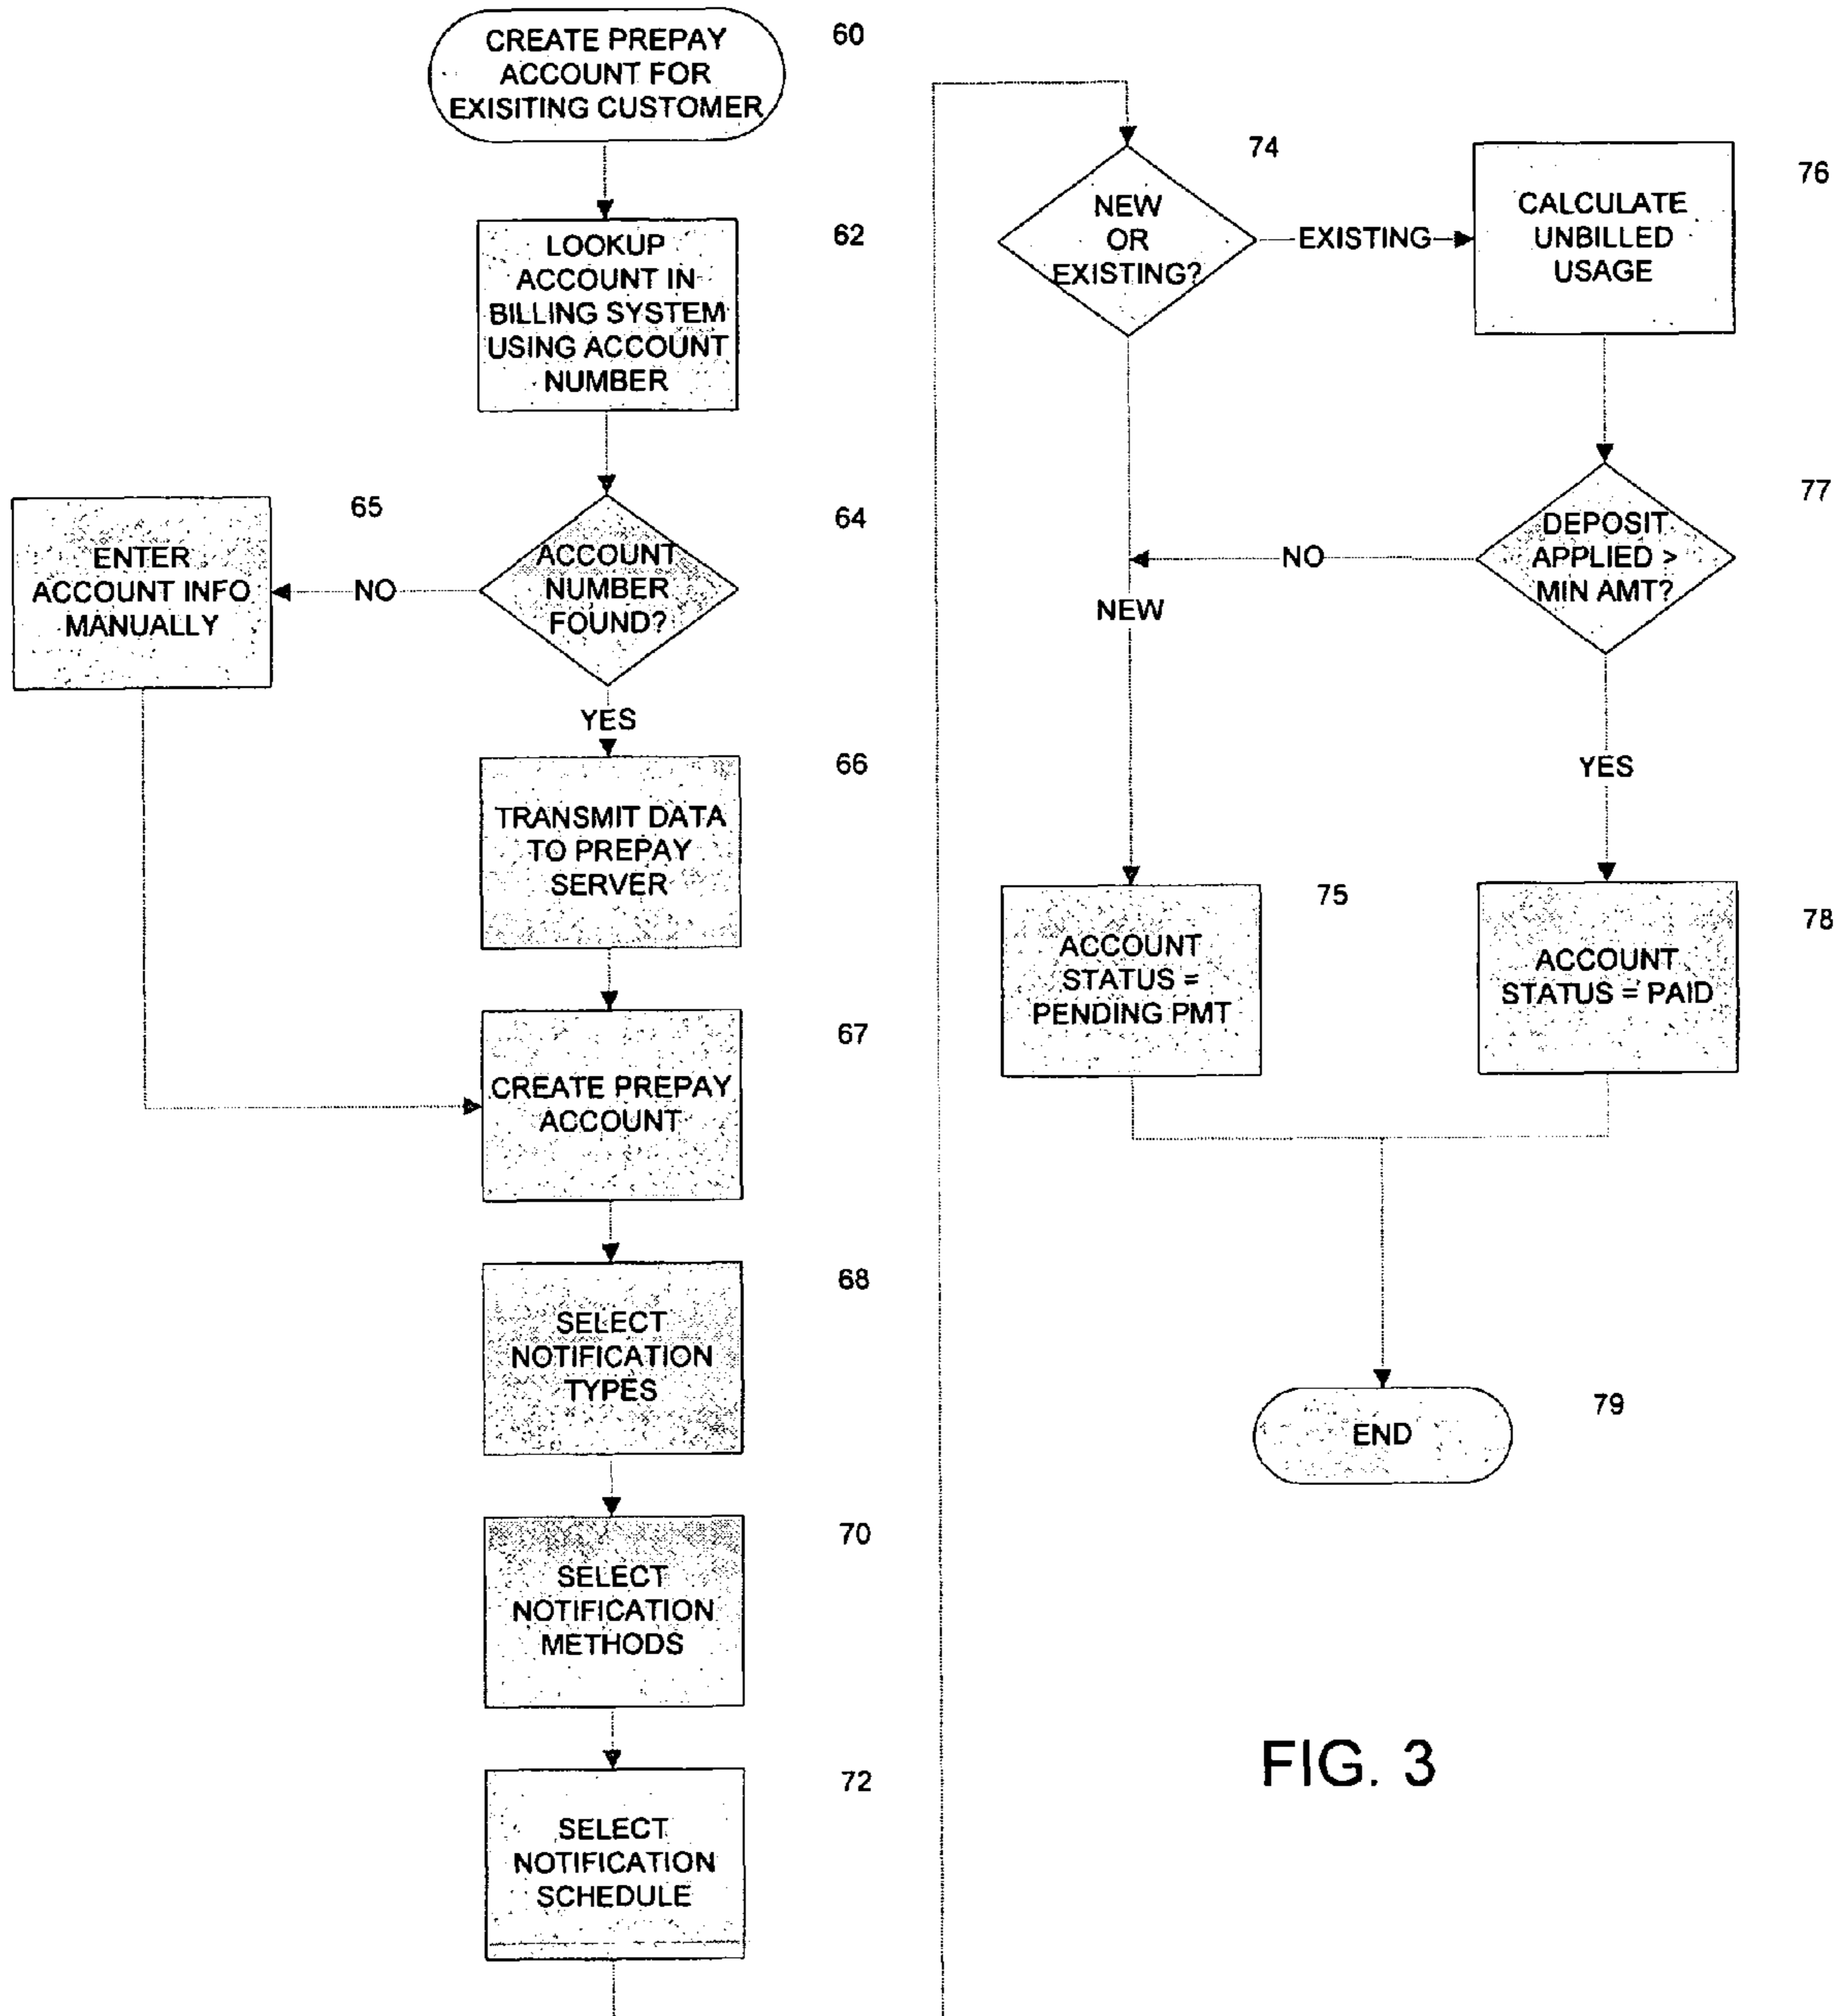 CREATE PREPAY
ACCOUNT FOR
EXISITING CUSTOMER
60
LOOKUP
ACCOUNT IN
BILLING SYSTEM
USING ACCOUNT
NUMBER
62
ACCOUNT
NUMBER
FOUND?
64
NO
65
ENTER
ACCOUNT INFO
MANUALLY
YES
TRANSMIT DATA
TO PREPAY
SERVER
66
CREATE PREPAY
ACCOUNT
67
SELECT
NOTIFICATION
TYPES
68
SELECT
NOTIFICATION
METHODS
70
SELECT
NOTIFICATION
SCHEDULE
72
NEW
OR
EXISTING?
74
EXISTING
CALCULATE
UNBILLED
USAGE
76
DEPOSIT
APPLIED >
MIN AMT?
77
NO
NEW
YES
ACCOUNT
STATUS =
PENDING PMT
75
ACCOUNT
STATUS = PAID
78
END
79
FIG. 3